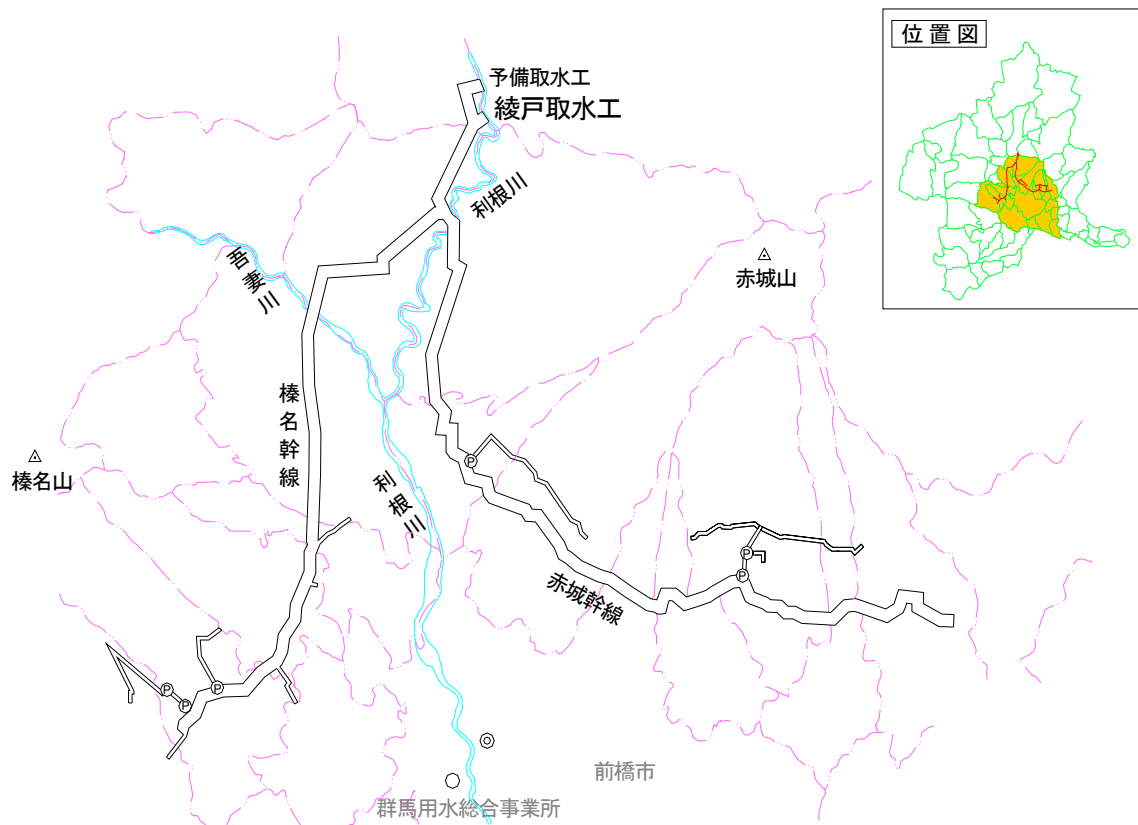 位置図
予備取水工
綾戸取水工
利根川
吾妻川
赤城山
榛名幹線
榛名山
利根川
P
P
P
赤城幹線
P
P
P
前橋市
群馬用水総合事業所